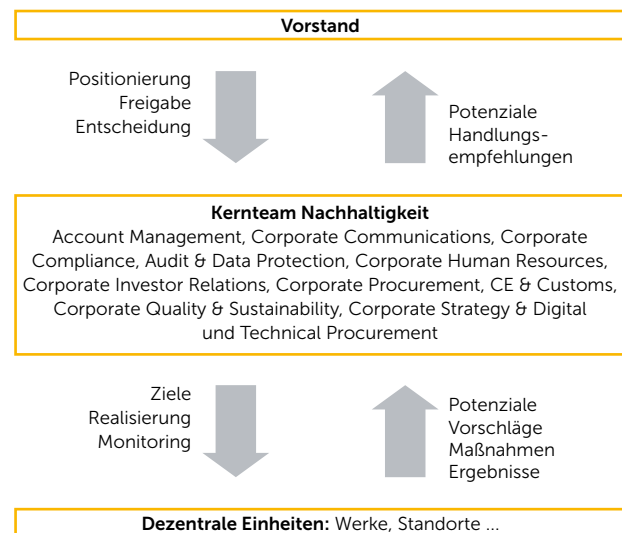 Vorstand
Positionierung
Freigabe
Entscheidung
Potenziale
Handlungs-
empfehlungen
Kernteam Nachhaltigkeit
Account Management, Corporate Communications, Corporate
Compliance, Audit & Data Protection, Corporate Human Resources,
Corporate Investor Relations, Corporate Procurement, CE & Customs,
Corporate Quality & Sustainability, Corporate Strategy & Digital
und Technical Procurement
Ziele
Realisierung
Monitoring
Potenziale
Vorschläge
Maßnahmen
Ergebnisse
Dezentrale Einheiten: Werke, Standorte ...